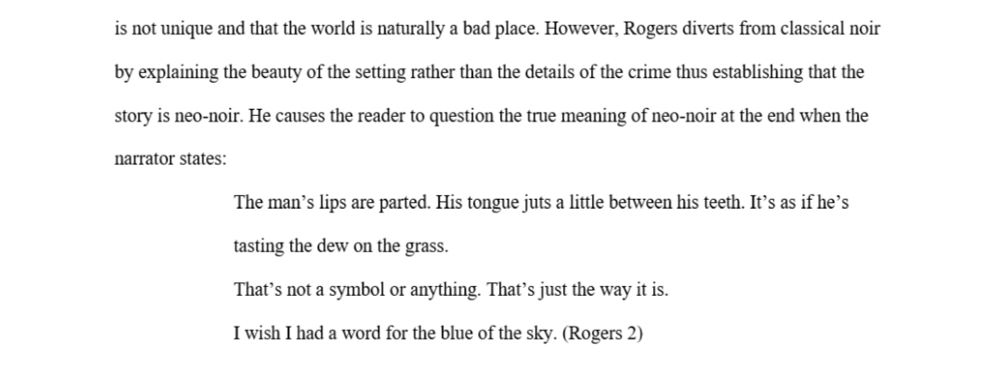 is not unique and that the world is naturally a bad place. However, Rogers diverts from classical noir
by explaining the beauty of the setting rather than the details of the crime thus establishing that the
story is neo-noir. He causes the reader to question the true meaning of neo-noir at the end when the
narrator states:
The man’s lips are parted. His tongue juts a little between his teeth. It’s as if he’s
tasting the dew on the grass.
That’s not a symbol or anything. That’s just the way it is.
I wish I had a word for the blue of the sky. (Rogers 2)